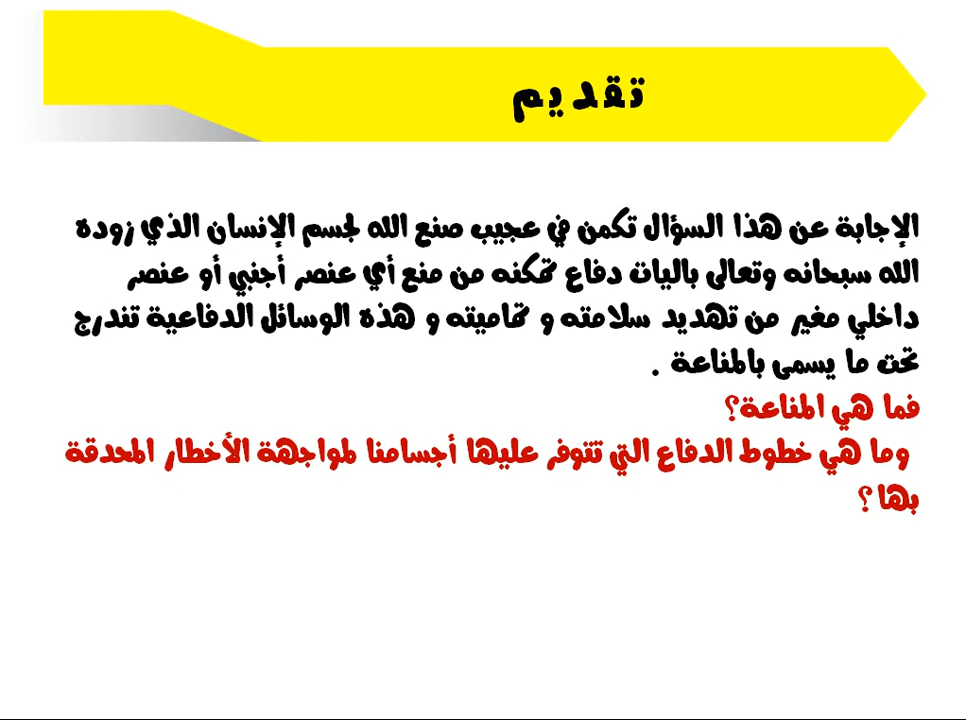 تقديم
الإجابة عن هذا السؤال تكمن في عجيب صنع الله لجسم الإنسان الذي زودة
الله سبحانه وتعالى باليات دفاع تمكنه من منع أي عنصر أجنبي أو عنصر
داخلي مغير من تهديد سلامته و تماميته و هذة الوسائل الدفاعية تندرج
تحت ما يسمى بالمناعة .
فما هي المناعة؟
وما هي خطوط الدفاع التي تتوفر عليها أجسامنا لمواجهة الأخطار المحدقة
بها ؟